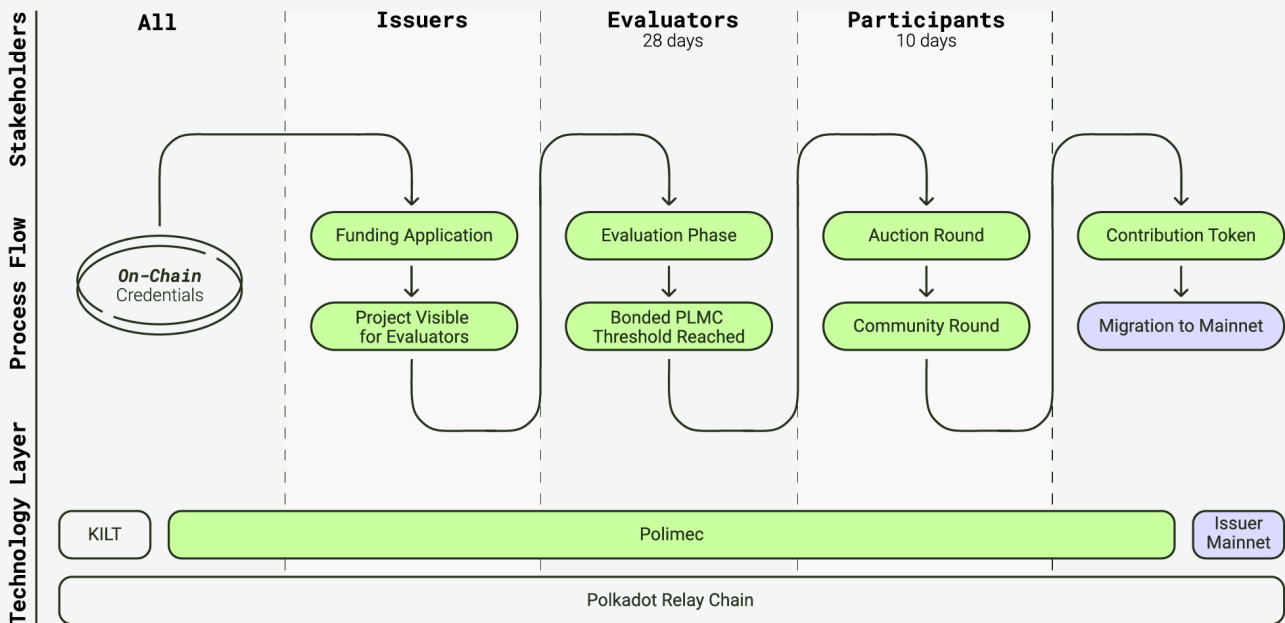 Stakeholders
All
Issuers
Evaluators
28 days
Participants
10 days
Process Flow
On-Chain
Credentials
Funding Application
Project Visible
for Evaluators
Evaluation Phase
Bonded PLMC
Threshold Reached
Auction Round
Community Round
Contribution Token
Migration to Mainnet
Technology Layer
KILT
Polimec
Issuer
Mainnet
Polkadot Relay Chain